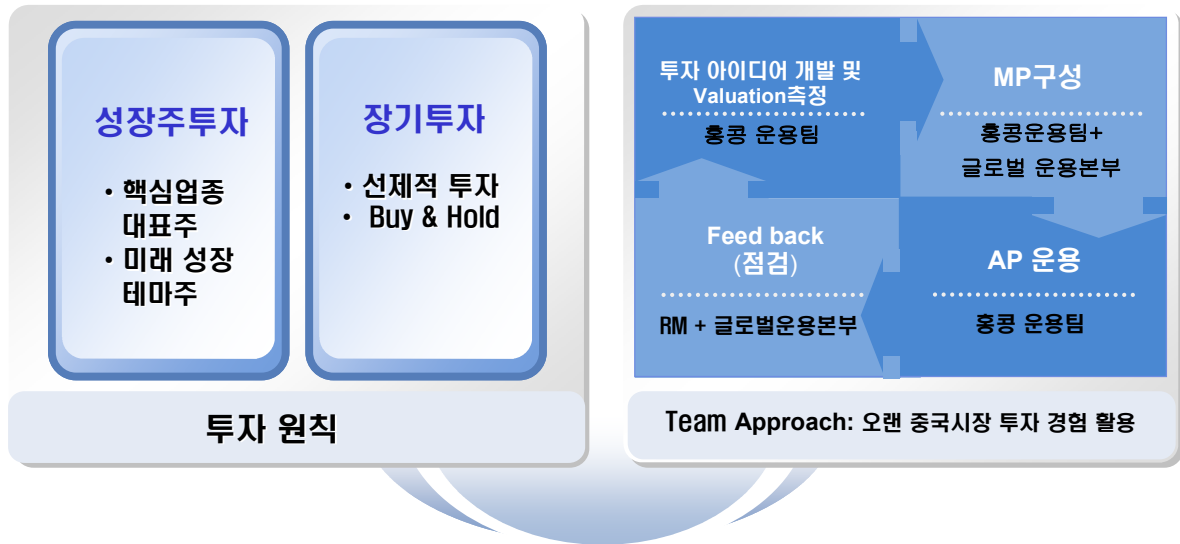 성장주투자
• 핵심업종
대표주
• 미래 성장
테마주
장기투자
• 선제적 투자
• Buy & Hold
투자 원칙
투자 아이디어 개발 및
Valuation측정
홍콩 운용팀
MP구성
홍콩운용팀+
글로벌 운용본부
Feed back
(점검)
RM + 글로벌운용본부
AP 운용
홍콩 운용팀
Team Approach: 오랜 중국시장 투자 경험 활용